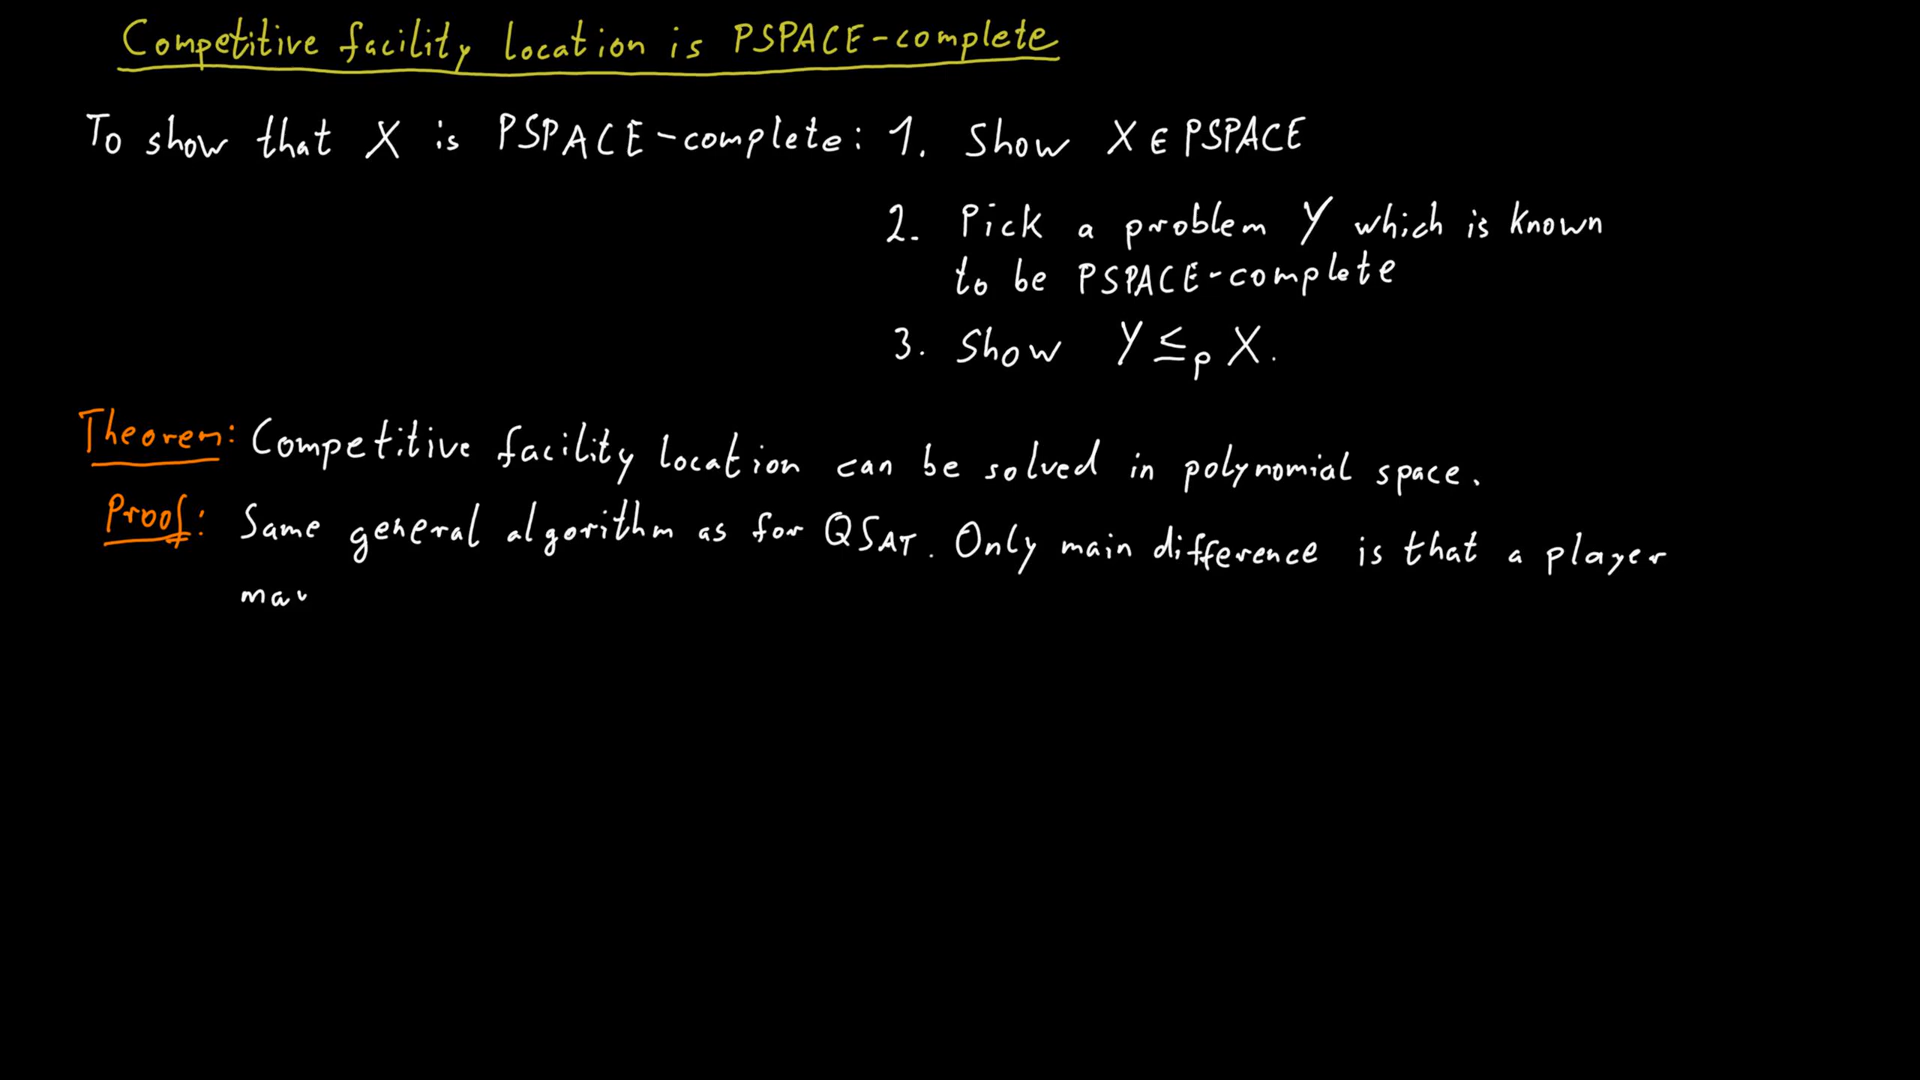 Competitive facility location is PSPACE-complete
To show that X is PSPACE-complete: 1. Show X ∈ PSPACE
2. Pick a problem Y which is known
to be PSPACE-complete
3. Show Y ≤p X.
Theorem: Competitive facility location can be solved in polynomial space.
Proof: Same general algorithm as for QSAT. Only main difference is that a player